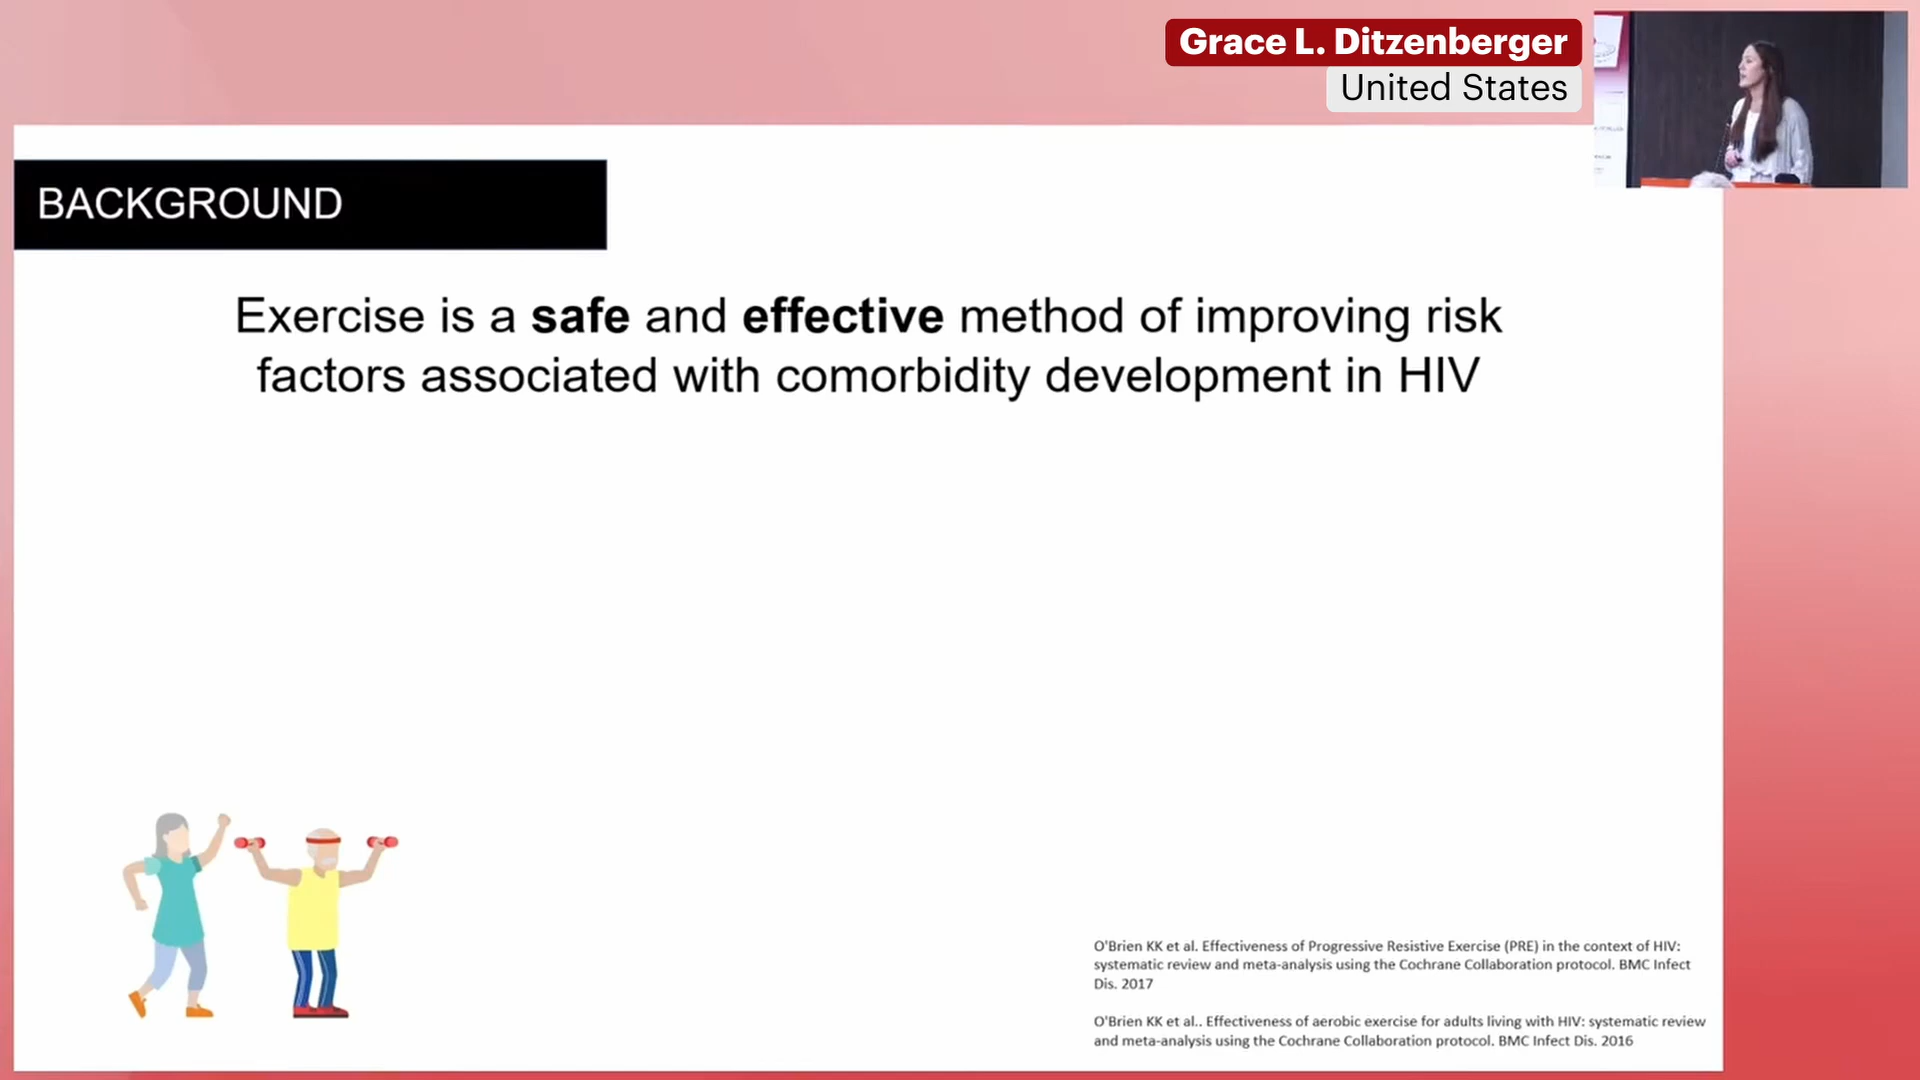 Grace L. Ditzenberger
United States
BACKGROUND
Exercise is a safe and effective method of improving risk
factors associated with comorbidity development in HIV
O'Brien KK et al. Effectiveness of Progressive Resistive Exercise (PRE) in the context of HIV:
systematic review and meta-analysis using the Cochrane Collaboration protocol. BMC Infect
Dis. 2017
O'Brien KK et al.. Effectiveness of aerobic exercise for adults living with HIV: systematic review
and meta-analysis using the Cochrane Collaboration protocol. BMC Infect Dis. 2016